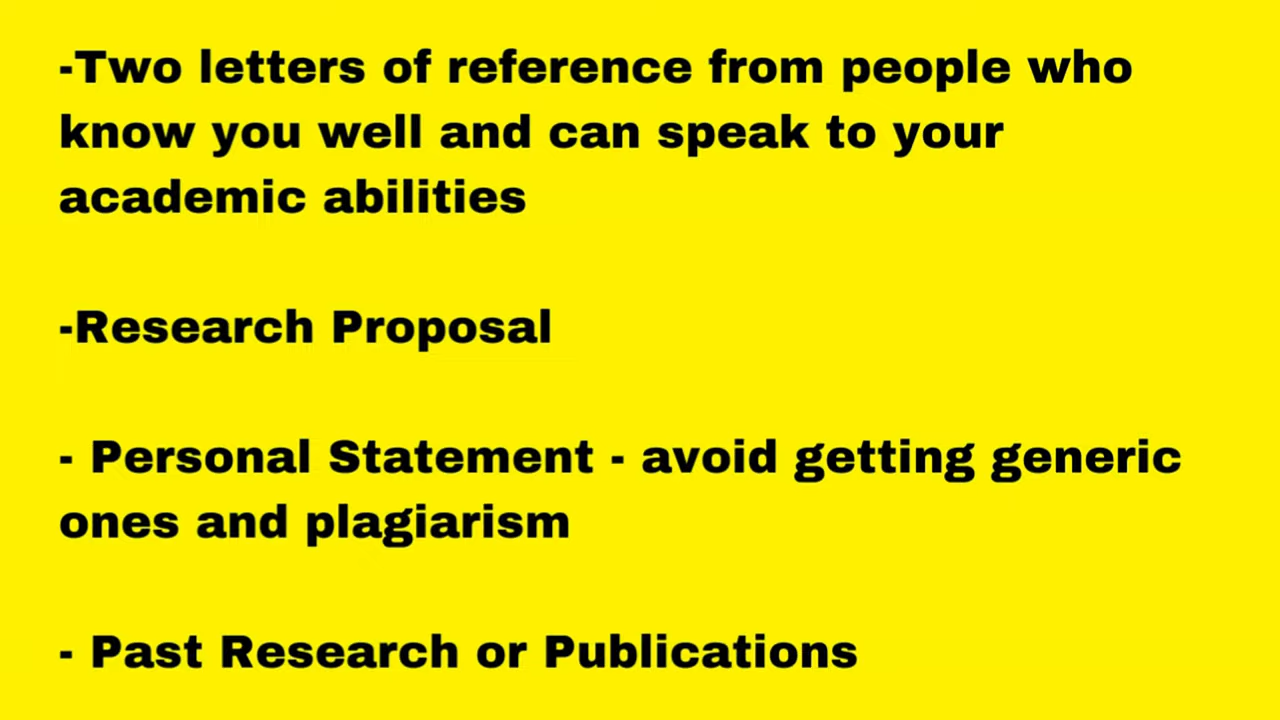 -Two letters of reference from people who
know you well and can speak to your
academic abilities
-Research Proposal
- Personal Statement - avoid getting generic
ones and plagiarism
- Past Research or Publications